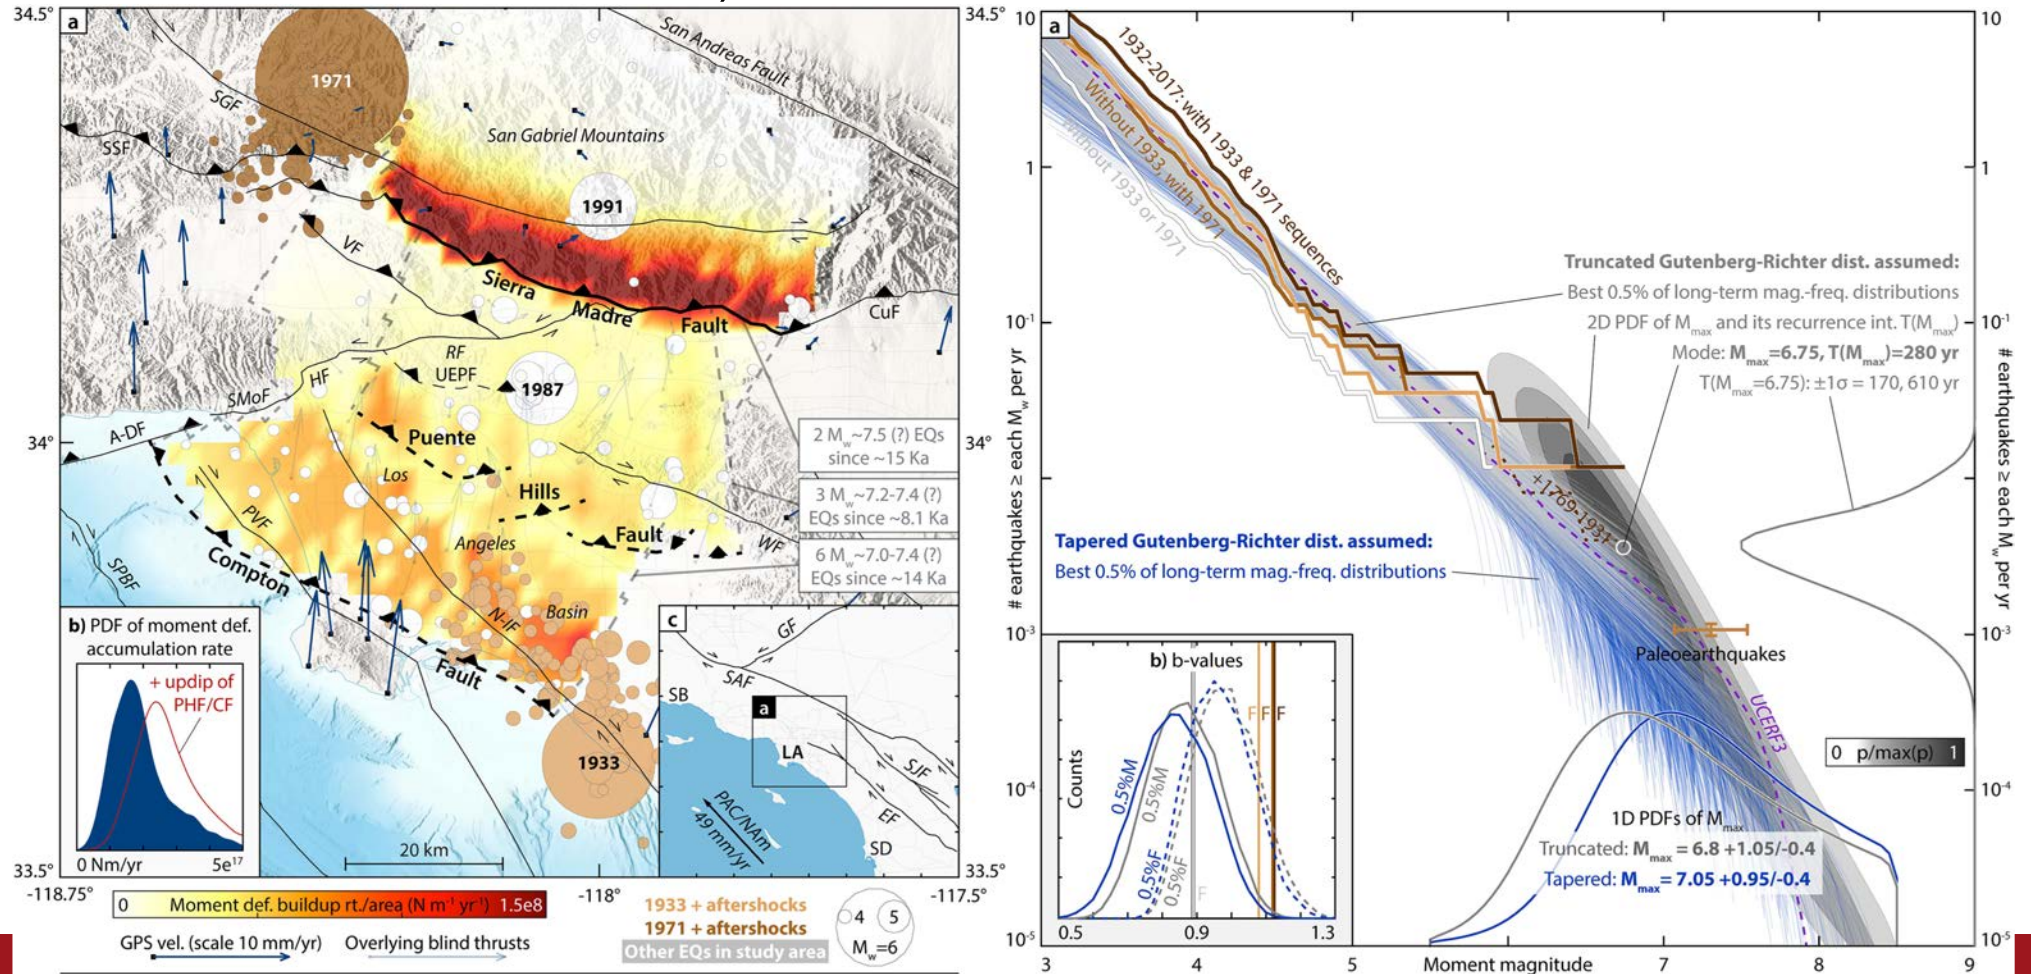 34.5°
a
1971
San Andreas Fault
SGF
San Gabriel Mountains
SSF
1991
VF
Sierra
Madre
Fault
CuF
RF
UEPF
1987
HF
SMoF
A-DF
34°
34°
Puente
Los
Hills
Fault
WF
2 Mw~7.5 (?) EQs
since ~15 Ka
3 Mw~7.2-7.4 (?)
EQs since ~8.1 Ka
6 Mw~7.0-7.4 (?)
EQs since ~14 Ka
PVF
Angeles
Compton
SPBF
N-IF
Basin
Fault
1933
b) PDF of moment def.
accumulation rate
+ updip of
PHF/CF
0 Nm/yr
5e¹⁷
20 km
c
GF
SAF
SB
a
LA
SJF
EF
PAC/NAm
49 mm/yr
SD
33.5°
33.5°
-118.75°
-118°
-117.5°
0 Moment def. buildup rt./area (N m⁻¹ yr⁻¹) 1.5e8
GPS vel. (scale 10 mm/yr)
Overlying blind thrusts
1933 + aftershocks
1971 + aftershocks
Other EQs in study area
4
5
Mw=6
34.5°
10
a
10
1932-2017: with 1933 & 1971 sequences
Without 1933, with 1971
without 1933 or 1971
1
1
10⁻¹
10⁻¹
Truncated Gutenberg-Richter dist. assumed:
Best 0.5% of long-term mag.-freq. distributions
2D PDF of Mmax and its recurrence int. T(Mmax)
Mode: Mmax=6.75, T(Mmax)=280 yr
T(Mmax=6.75): ±1σ = 170, 610 yr
# earthquakes ≥ each Mw per yr
# earthquakes ≥ each Mw per yr
+1769-1931
Tapered Gutenberg-Richter dist. assumed:
Best 0.5% of long-term mag.-freq. distributions
10⁻³
10⁻³
Paleoearthquakes
UCERF3
0 p/max(p) 1
10⁻⁴
10⁻⁴
1D PDFs of Mmax
Truncated: Mmax = 6.8 +1.05/-0.4
Tapered: Mmax = 7.05 +0.95/-0.4
b) b-values
F F F
Counts
0.5%M
0.5%M
0.5%F
0.5%F
F
0.5
0.9
1.3
10⁻⁵
10⁻⁵
3
4
5
Moment magnitude
7
8
9